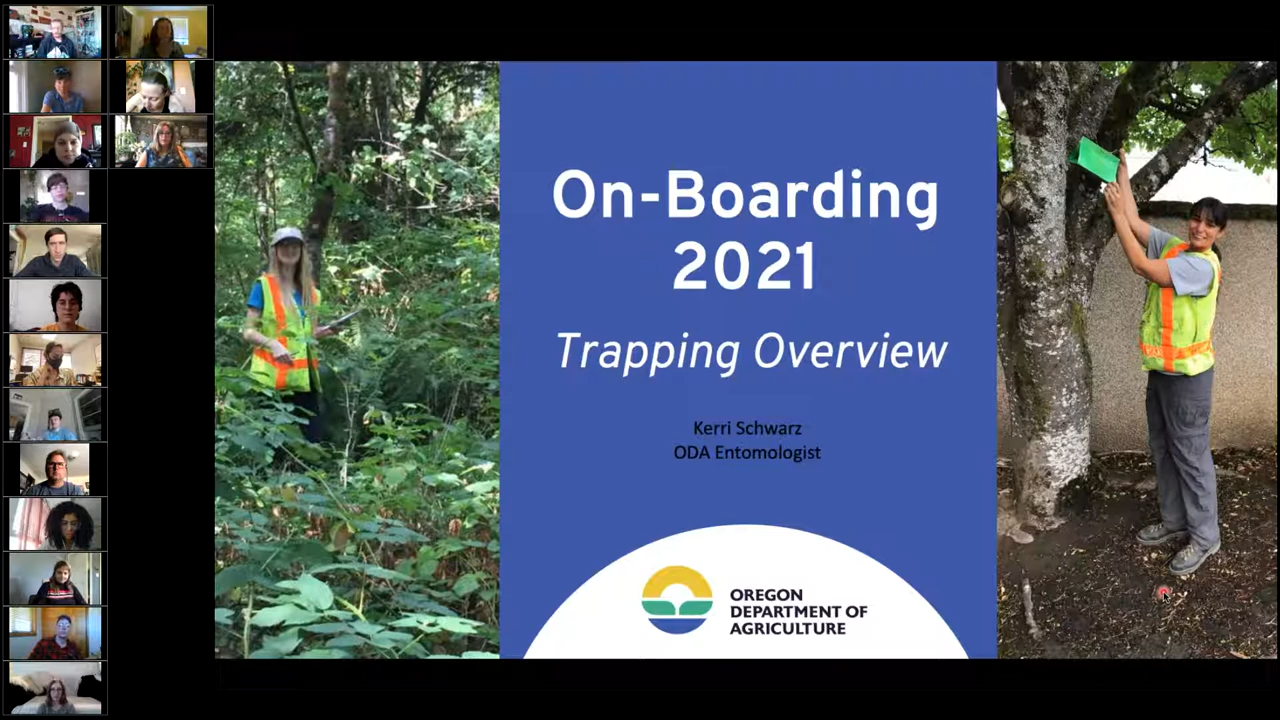 On-Boarding
2021
Trapping Overview
Kerri Schwarz
ODA Entomologist
OREGON
DEPARTMENT OF
AGRICULTURE